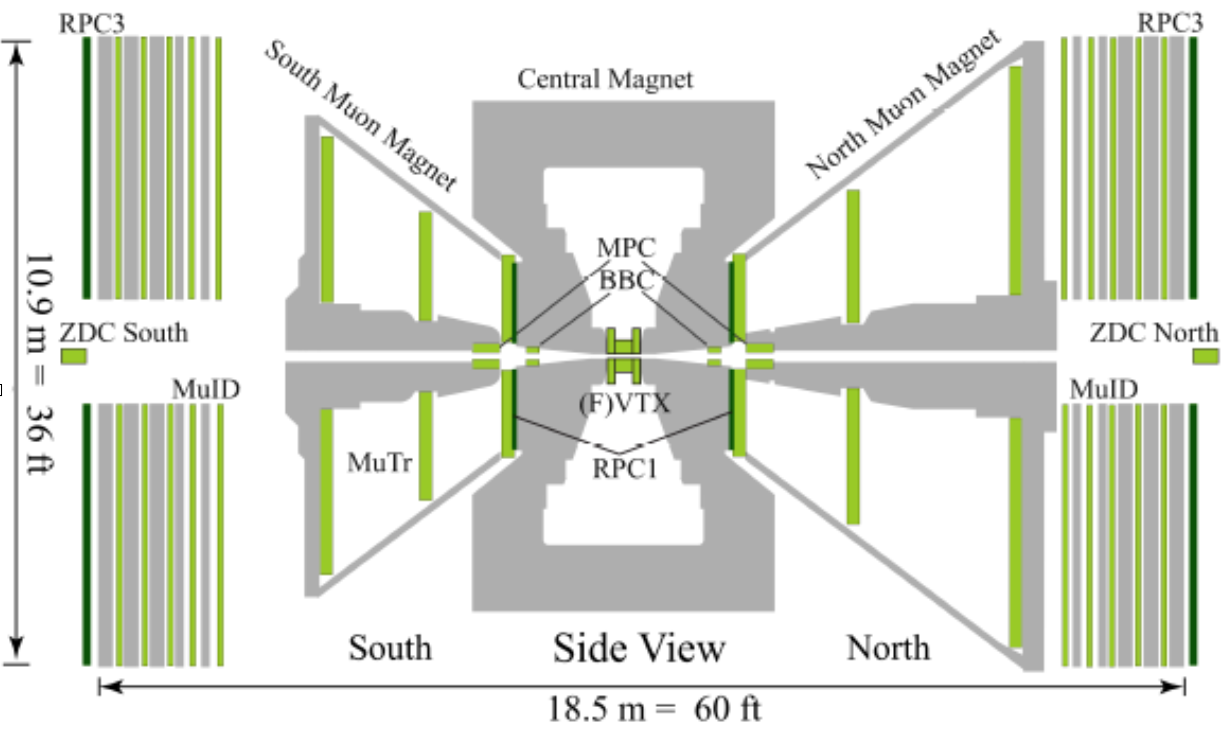 RPC3
RPC3
South Muon Magnet
Central Magnet
North Muon Magnet
MPC
BBC
10.9 m = 36 ft
ZDC South
ZDC North
MuID
(F)VTX
MuID
MuTr
RPC1
South
Side View
North
18.5 m = 60 ft